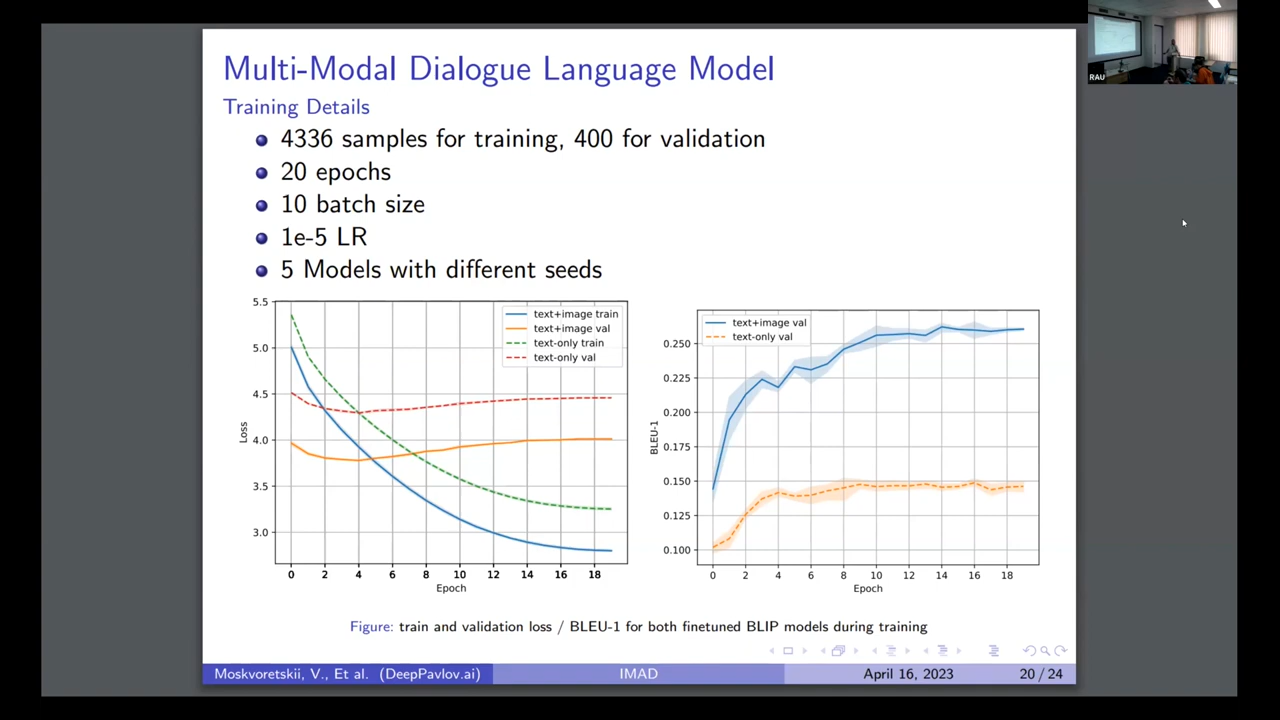 Multi-Modal Dialogue Language Model
Training Details
4336 samples for training, 400 for validation
20 epochs
10 batch size
1e-5 LR
5 Models with different seeds
5.5
5.0
4.5
4.0
3.5
3.0
Loss
text+image train
text+image val
text-only train
text-only val
0 2 4 6 8 10 12 14 16 18
Epoch
0.250
0.225
0.200
0.175
0.150
0.125
0.100
BLEU-1
text+image val
text-only val
0 2 4 6 8 10 12 14 16 18
Epoch
Figure: train and validation loss / BLEU-1 for both finetuned BLIP models during training
Moskvoretskii, V., Et al. (DeepPavlov.ai) IMAD April 16, 2023 20 / 24
RAU